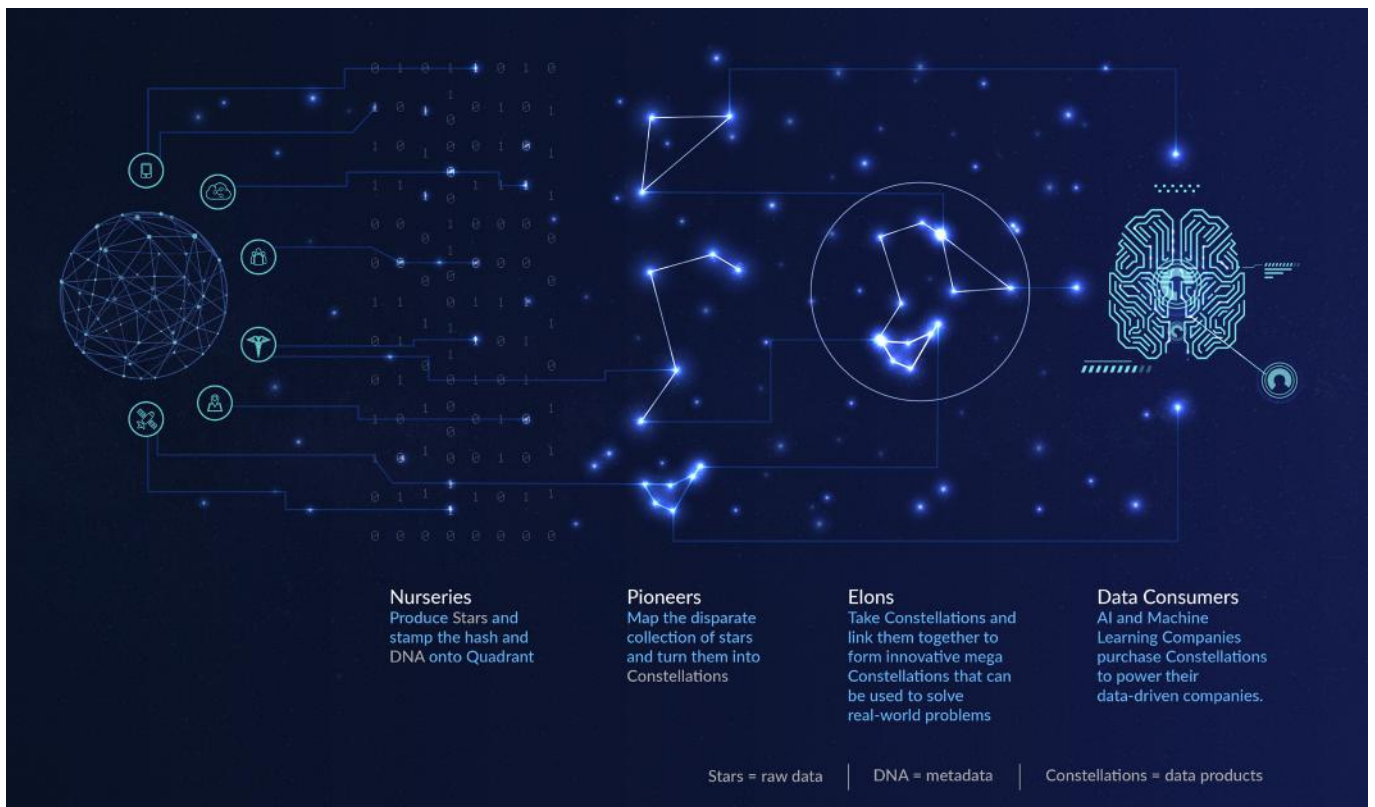 Nurseries
Produce Stars and
stamp the hash and
DNA onto Quadrant
Pioneers
Map the disparate
collection of stars
and turn them into
Constellations
Elons
Take Constellations and
link them together to
form innovative mega
Constellations that can
be used to solve
real-world problems
Data Consumers
AI and Machine
Learning Companies
purchase Constellations
to power their
data-driven companies.
Stars = raw data | DNA = metadata | Constellations = data products